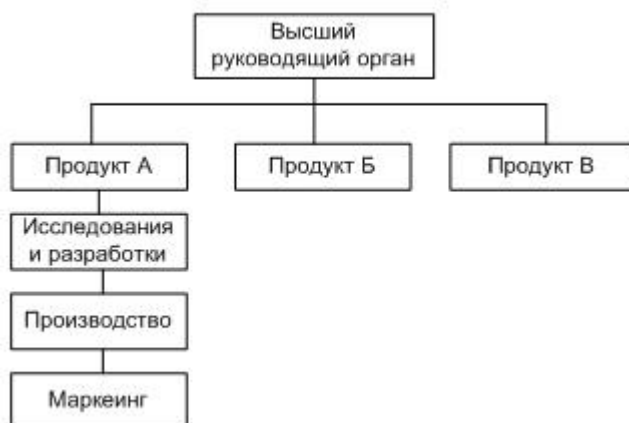 Высший
руководящий орган
Продукт А
Продукт Б
Продукт В
Исследования
и разработки
Производство
Маркеинг